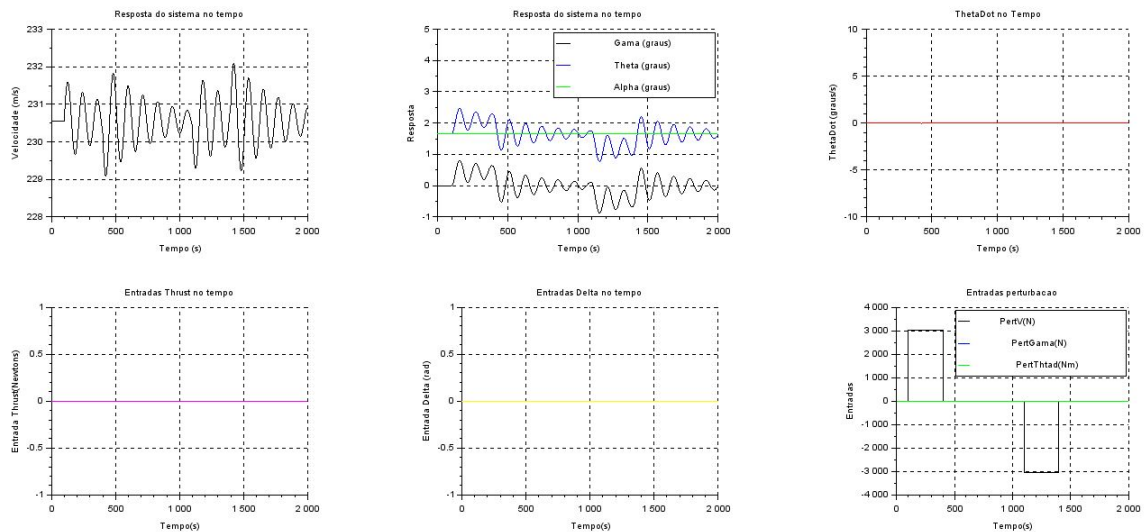 Resposta do sistema no tempo
233
232
231
230
229
228
Velocidade (m/s)
0
500
1 000
1 500
2 000
Tempo (s)
Resposta do sistema no tempo
5
4
3
2
1
0
-1
Resposta
Gama (graus)
Theta (graus)
Alpha (graus)
0
500
1 000
1 500
2 000
Tempo (s)
ThetaDot no Tempo
10
5
0
-5
-10
ThetaDot (graus/s)
0
500
1 000
1 500
2 000
Tempo (s)
Entradas Thrust no tempo
1
0.5
0
-0.5
-1
Entrada Thrust(Newtons)
0
500
1 000
1 500
2 000
Tempo(s)
Entradas Delta no tempo
1
0.5
0
-0.5
-1
Entrada Delta (rad)
0
500
1 000
1 500
2 000
Tempo(s)
Entradas perturbacao
4 000
3 000
2 000
1 000
0
-1 000
-2 000
-3 000
-4 000
Entradas
PertV(N)
PertGama(N)
PertThtad(Nm)
0
500
1 000
1 500
2 000
Tempo(s)